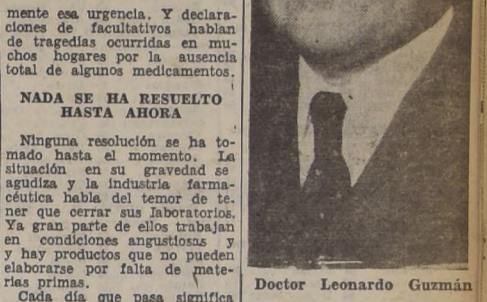 mente esa urgencia. Y declara-
ciones de facultativos hablan
de tragedias ocurridas en mu-
chos hogares por la ausencia
total de algunos medicamentos.
NADA SE HA RESUELTO
HASTA AHORA
Ninguna resolución se ha to-
mado hasta el momento. La
situación en su gravedad se
agudiza y la industria farma-
céutica habla del temor de te-
ner que cerrar sus laboratorios.
Ya gran parte de ellos trabajan
en condiciones angustiosas y
y hay productos que no pueden
elaborarse por falta de mate-
rias primas.
Cada día que pasa significa
Doctor Leonardo Guzmán